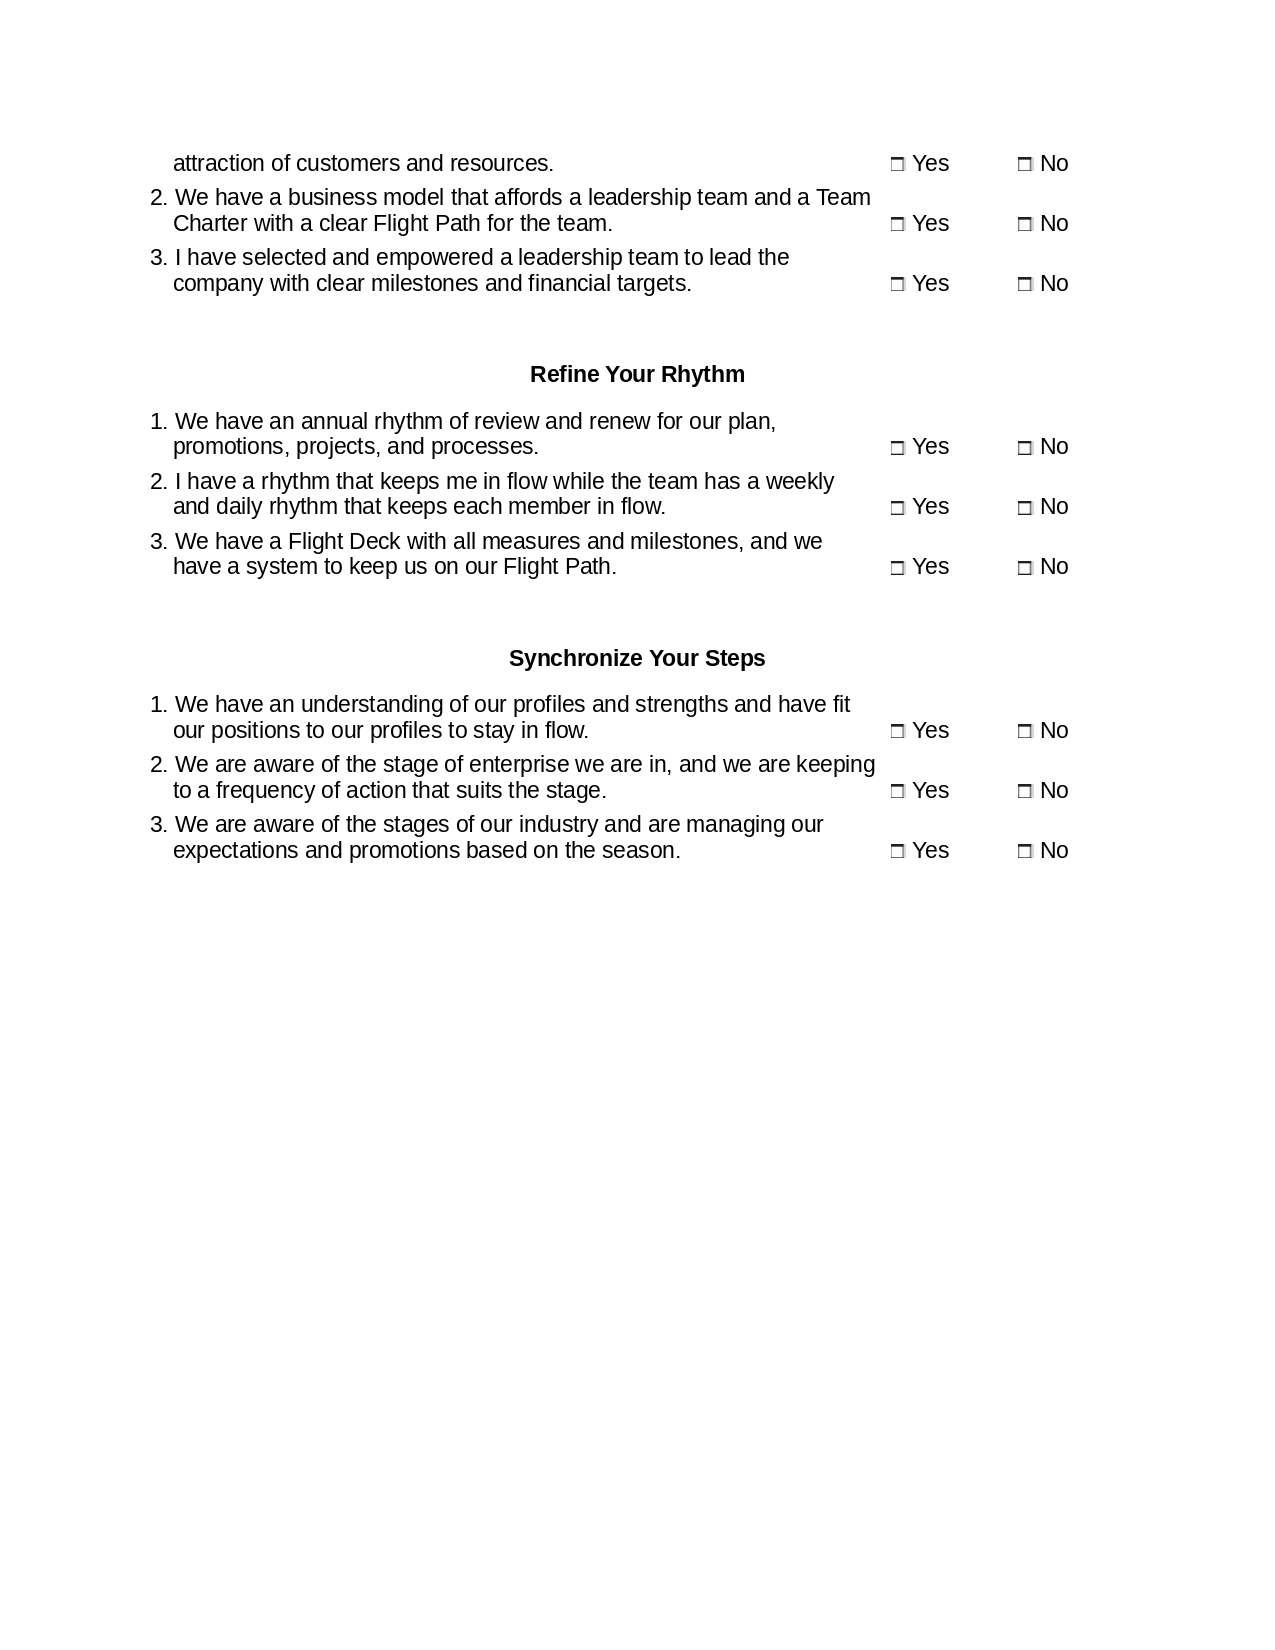 attraction of customers and resources. □ Yes □ No
2. We have a business model that affords a leadership team and a Team
Charter with a clear Flight Path for the team. □ Yes □ No
3. I have selected and empowered a leadership team to lead the
company with clear milestones and financial targets. □ Yes □ No
Refine Your Rhythm
1. We have an annual rhythm of review and renew for our plan,
promotions, projects, and processes. □ Yes □ No
2. I have a rhythm that keeps me in flow while the team has a weekly
and daily rhythm that keeps each member in flow. □ Yes □ No
3. We have a Flight Deck with all measures and milestones, and we
have a system to keep us on our Flight Path. □ Yes □ No
Synchronize Your Steps
1. We have an understanding of our profiles and strengths and have fit
our positions to our profiles to stay in flow. □ Yes □ No
2. We are aware of the stage of enterprise we are in, and we are keeping
to a frequency of action that suits the stage. □ Yes □ No
3. We are aware of the stages of our industry and are managing our
expectations and promotions based on the season. □ Yes □ No